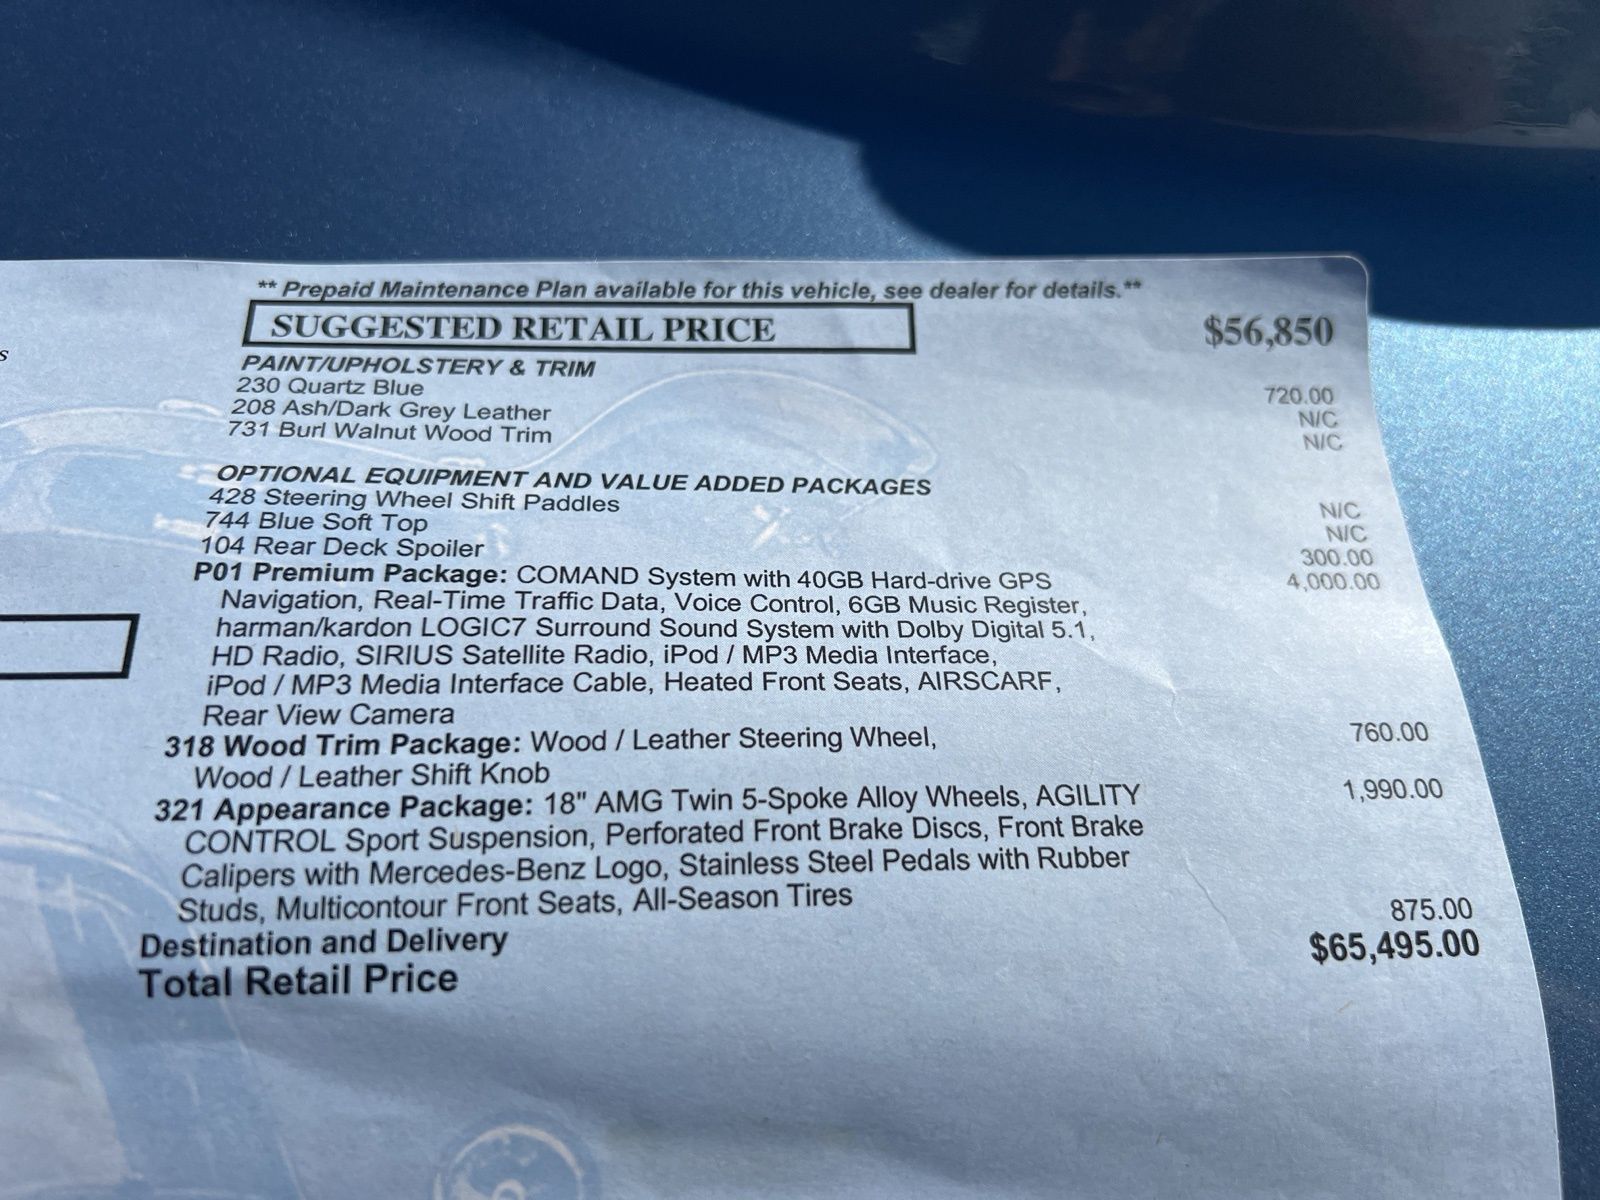 ** Prepaid Maintenance Plan available for this vehicle, see dealer for details.**
SUGGESTED RETAIL PRICE $56,850
s
PAINT/UPHOLSTERY & TRIM
230 Quartz Blue 720.00
208 Ash/Dark Grey Leather N/C
731 Burl Walnut Wood Trim N/C
OPTIONAL EQUIPMENT AND VALUE ADDED PACKAGES
428 Steering Wheel Shift Paddles N/C
744 Blue Soft Top N/C
104 Rear Deck Spoiler 300.00
P01 Premium Package: COMAND System with 40GB Hard-drive GPS 4,000.00
Navigation, Real-Time Traffic Data, Voice Control, 6GB Music Register,
harman/kardon LOGIC7 Surround Sound System with Dolby Digital 5.1,
HD Radio, SIRIUS Satellite Radio, iPod / MP3 Media Interface,
iPod / MP3 Media Interface Cable, Heated Front Seats, AIRSCARF,
Rear View Camera
318 Wood Trim Package: Wood / Leather Steering Wheel, 760.00
Wood / Leather Shift Knob
321 Appearance Package: 18" AMG Twin 5-Spoke Alloy Wheels, AGILITY 1,990.00
CONTROL Sport Suspension, Perforated Front Brake Discs, Front Brake
Calipers with Mercedes-Benz Logo, Stainless Steel Pedals with Rubber
Studs, Multicontour Front Seats, All-Season Tires
Destination and Delivery 875.00
Total Retail Price $65,495.00